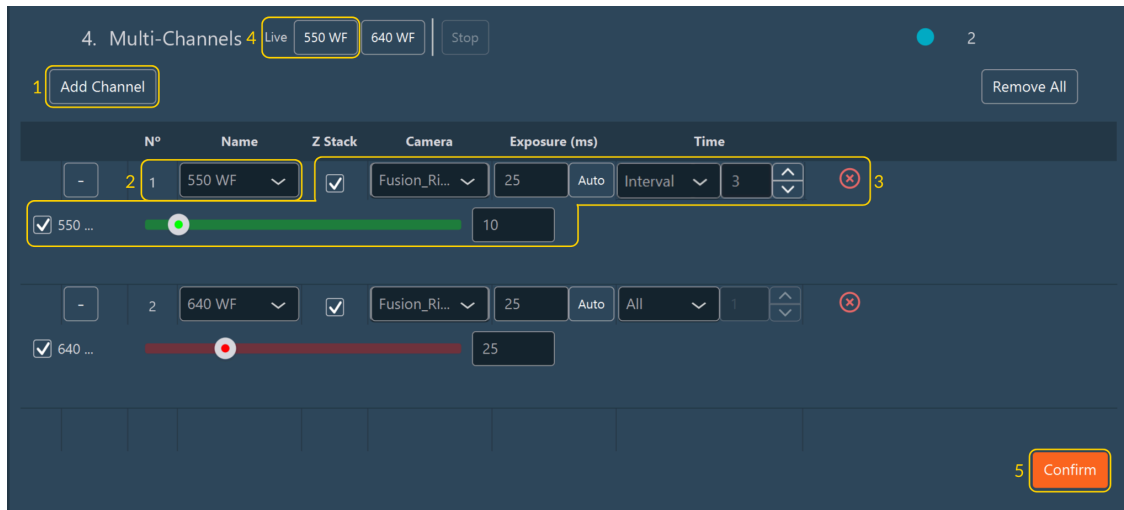 4. Multi-Channels 4 Live 550 WF 640 WF Stop 2
1 Add Channel Remove All
Nº Name Z Stack Camera Exposure (ms) Time
- 2 1 550 WF Fusion_Ri... 25 Auto Interval 3 3
550 ... 10
- 2 640 WF Fusion_Ri... 25 Auto All 1
640 ... 25
5 Confirm